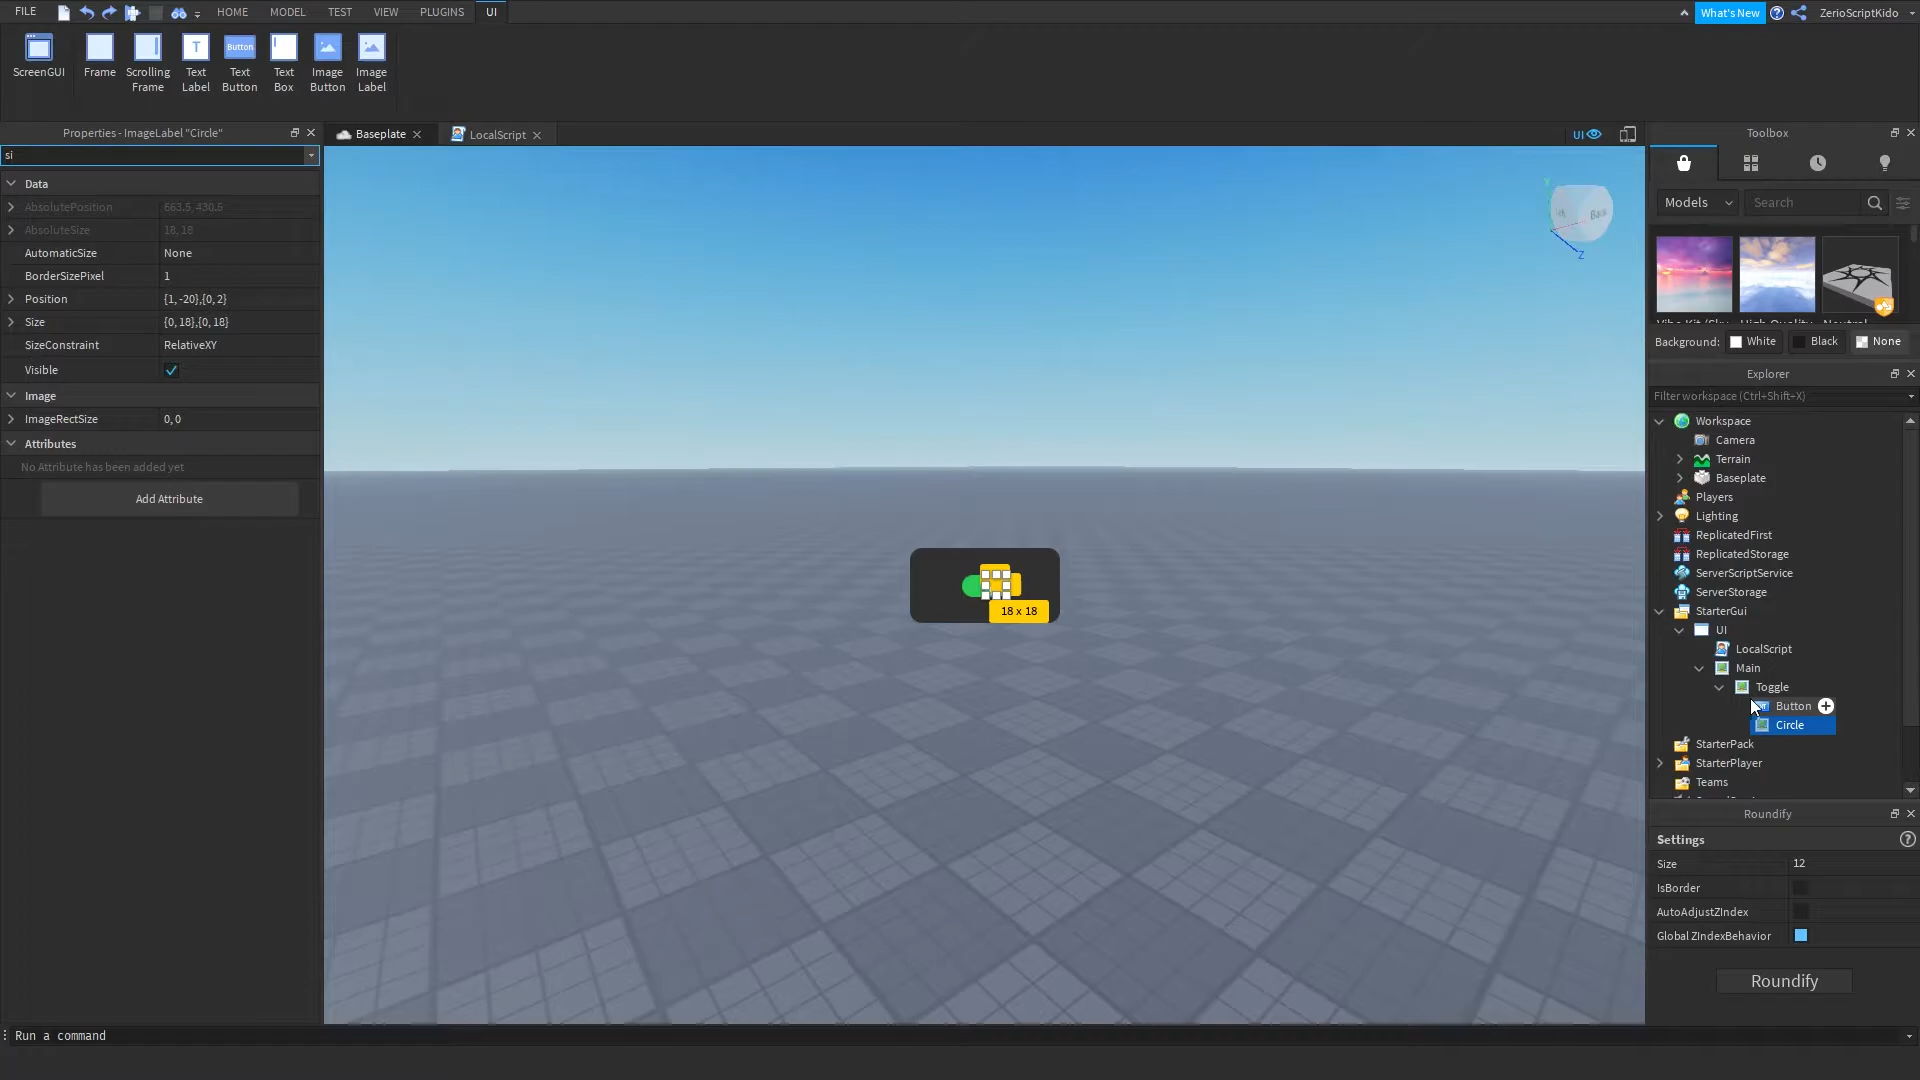 FILE
HOME
MODEL
TEST
VIEW
PLUGINS
UI
What's New
ZerioScriptKido
ScreenGUI
Frame
Scrolling
Frame
T
Text
Label
Button
Text
Button
Text
Box
Image
Button
Image
Label
Properties - ImageLabel "Circle"
si
Data
AbsolutePosition 663.5, 430.5
AbsoluteSize 18, 18
AutomaticSize None
BorderSizePixel 1
Position {1, -20},{0, 2}
Size {0, 18},{0, 18}
SizeConstraint RelativeXY
Visible
Image
ImageRectSize 0, 0
Attributes
No Attribute has been added yet
Add Attribute
Baseplate
LocalScript
UI
Y
Back
Z
18 x 18
Toolbox
Models
Search
Background: White Black None
Explorer
Filter workspace (Ctrl+Shift+X)
Workspace
Camera
Terrain
Baseplate
Players
Lighting
ReplicatedFirst
ReplicatedStorage
ServerScriptService
ServerStorage
StarterGui
UI
LocalScript
Main
Toggle
Button
Circle
StarterPack
StarterPlayer
Teams
Roundify
Settings
Size 12
IsBorder
AutoAdjustZIndex
Global ZIndexBehavior
Roundify
Run a command